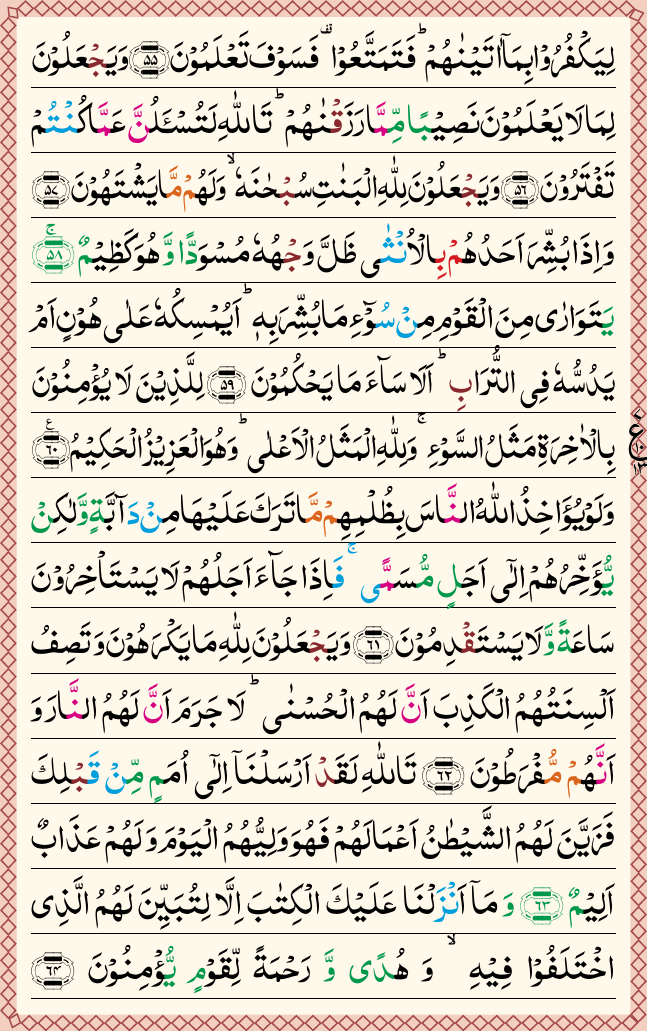 لِيَكْفُرُوْا بِمَاۤ اٰتَيْنٰهُمْ ؕ فَتَمَتَّعُوْا ۫ فَسَوْفَ تَعْلَمُوْنَ ﴿۵۵﴾ وَيَجْعَلُوْنَ
لِمَا لَا يَعْلَمُوْنَ نَصِيْبًا مِّمَّا رَزَقْنٰهُمْ ؕ تَاللّٰهِ لَتُسْـَٔلُنَّ عَمَّا كُنْتُمْ
تَفْتَرُوْنَ ﴿۵۶﴾ وَيَجْعَلُوْنَ لِلّٰهِ الْبَنٰتِ سُبْحٰنَهٗ ۙ وَلَهُمْ مَّا يَشْتَهُوْنَ ﴿۵۷﴾
وَاِذَا بُشِّرَ اَحَدُهُمْ بِالْاُنْثٰى ظَلَّ وَجْهُهٗ مُسْوَدًّا وَّ هُوَ كَظِيْمٌ ﴿۵۸﴾ ۚ
يَتَوَارٰى مِنَ الْقَوْمِ مِنْ سُوْٓءِ مَا بُشِّرَ بِهٖ ؕ اَيُمْسِكُهٗ عَلٰى هُوْنٍ اَمْ
يَدُسُّهٗ فِى التُّرَابِ ؕ اَلَا سَآءَ مَا يَحْكُمُوْنَ ﴿۵۹﴾ لِلَّذِيْنَ لَا يُؤْمِنُوْنَ
بِالْاٰخِرَةِ مَثَلُ السَّوْءِ ۚ وَلِلّٰهِ الْمَثَلُ الْاَعْلٰى ؕ وَهُوَ الْعَزِيْزُ الْحَكِيْمُ ﴿۶۰﴾ ع ۱۰ ۱۳
وَلَوْ يُؤَاخِذُ اللّٰهُ النَّاسَ بِظُلْمِهِمْ مَّا تَرَكَ عَلَيْهَا مِنْ دَآبَّةٍ وَّلٰكِنْ
يُّؤَخِّرُهُمْ اِلٰٓى اَجَلٍ مُّسَمًّى ۚ فَاِذَا جَآءَ اَجَلُهُمْ لَا يَسْتَاْخِرُوْنَ
سَاعَةً وَّلَا يَسْتَقْدِمُوْنَ ﴿۶۱﴾ وَيَجْعَلُوْنَ لِلّٰهِ مَا يَكْرَهُوْنَ وَ تَصِفُ
اَلْسِنَتُهُمُ الْكَذِبَ اَنَّ لَهُمُ الْحُسْنٰى ؕ لَا جَرَمَ اَنَّ لَهُمُ النَّارَ وَ
اَنَّهُمْ مُّفْرَطُوْنَ ﴿۶۲﴾ تَاللّٰهِ لَقَدْ اَرْسَلْنَاۤ اِلٰٓى اُمَمٍ مِّنْ قَبْلِكَ
فَزَيَّنَ لَهُمُ الشَّيْطٰنُ اَعْمَالَهُمْ فَهُوَ وَلِيُّهُمُ الْيَوْمَ وَلَهُمْ عَذَابٌ
اَلِيْمٌ ﴿۶۳﴾ وَ مَاۤ اَنْزَلْنَا عَلَيْكَ الْكِتٰبَ اِلَّا لِتُبَيِّنَ لَهُمُ الَّذِى
اخْتَلَفُوْا فِيْهِ ۙ وَ هُدًى وَّ رَحْمَةً لِّقَوْمٍ يُّؤْمِنُوْنَ ﴿۶۴﴾